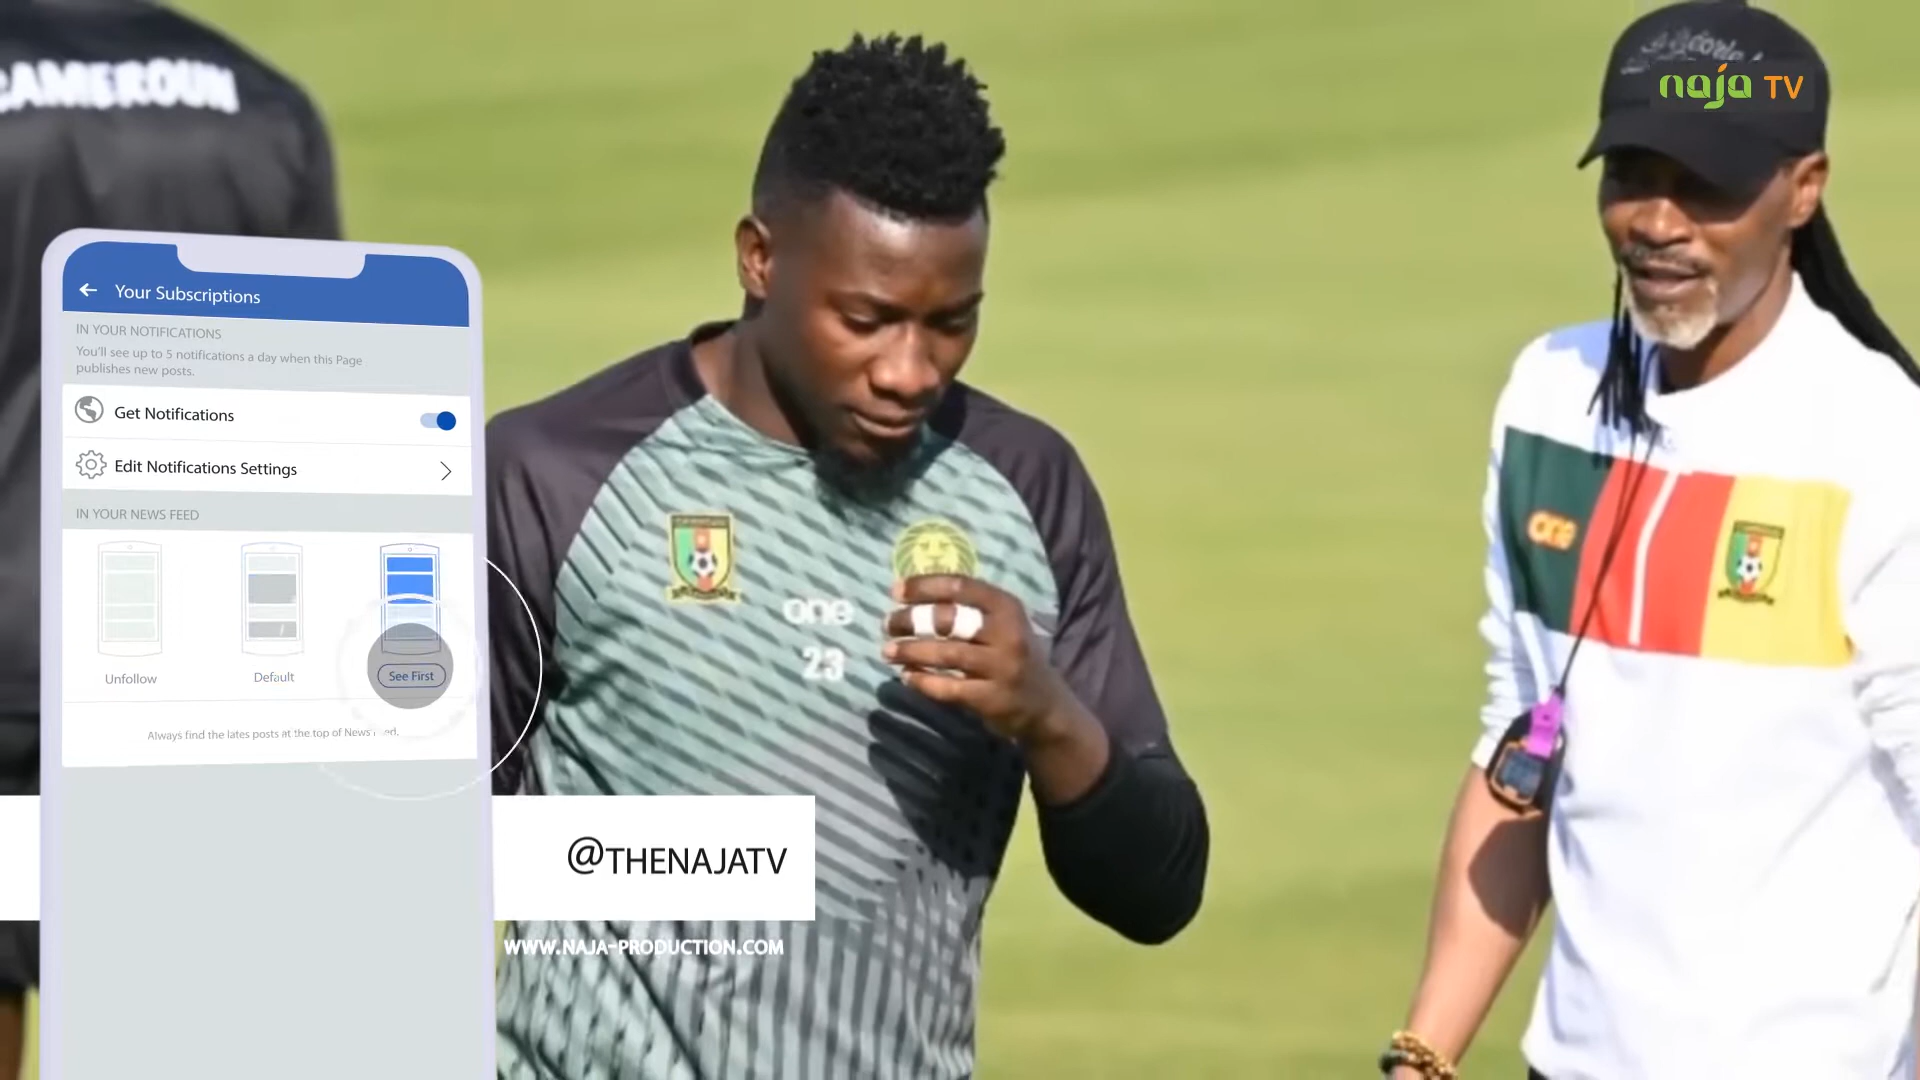 CAMEROUN
naja TV
Your Subscriptions
IN YOUR NOTIFICATIONS
You'll see up to 5 notifications a day when this Page
publishes new posts.
Get Notifications
Edit Notifications Settings
IN YOUR NEWS FEED
Unfollow
Default
See First
Always find the lates posts at the top of News
one
23
one
@THENAJATV
WWW.NAJA-PRODUCTION.COM